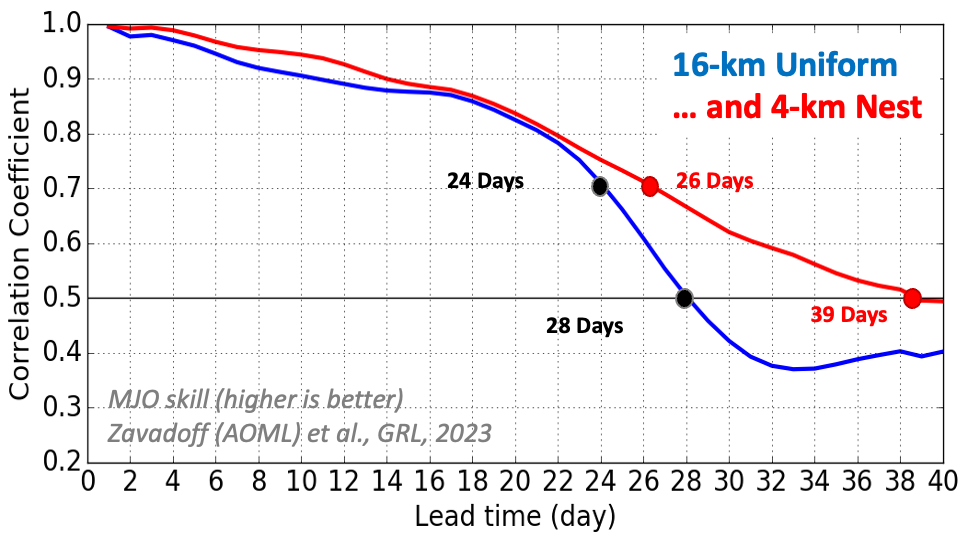 1.0
0.9
0.8
0.7
0.6
0.5
0.4
0.3
0.2
Correlation Coefficient
16-km Uniform
... and 4-km Nest
24 Days
26 Days
28 Days
39 Days
MJO skill (higher is better)
Zavadoff (AOML) et al., GRL, 2023
0 2 4 6 8 10 12 14 16 18 20 22 24 26 28 30 32 34 36 38 40
Lead time (day)